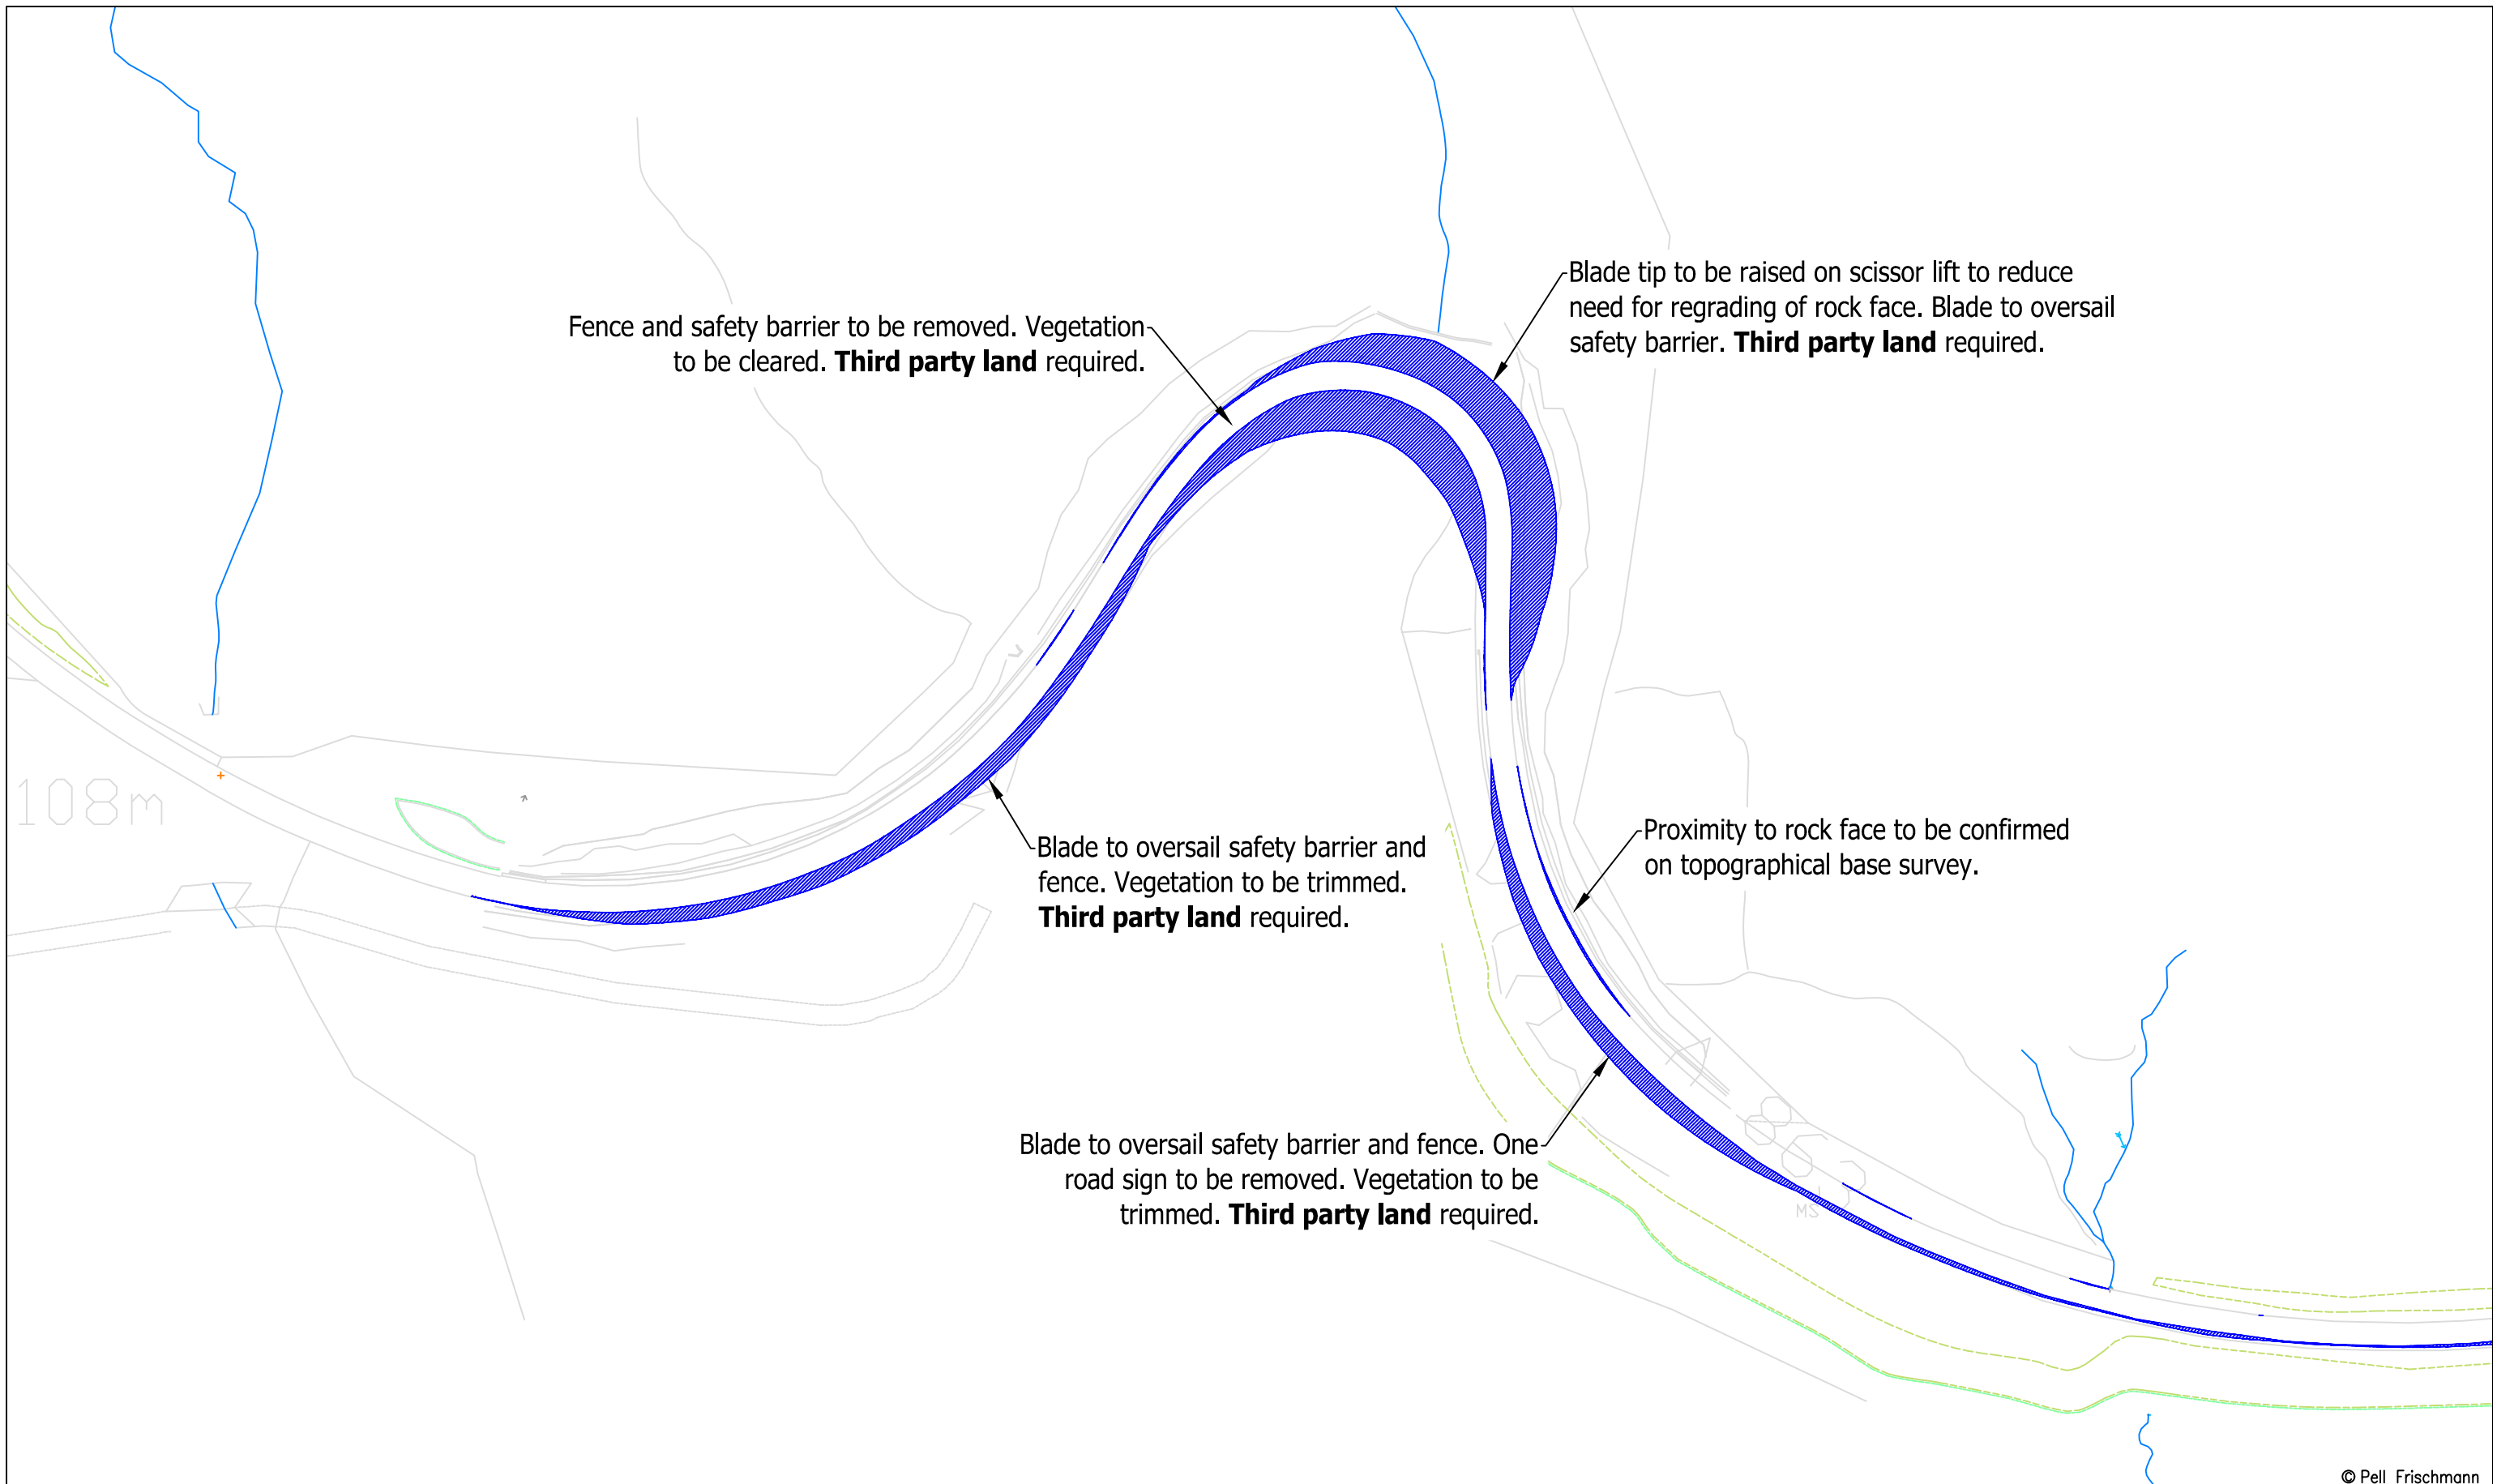 Blade tip to be raised on scissor lift to reduce
need for regrading of rock face. Blade to oversail
safety barrier. Third party land required.
Fence and safety barrier to be removed. Vegetation
to be cleared. Third party land required.
108m
Blade to oversail safety barrier and
fence. Vegetation to be trimmed.
Third party land required.
Proximity to rock face to be confirmed
on topographical base survey.
Blade to oversail safety barrier and fence. One
road sign to be removed. Vegetation to be
trimmed. Third party land required.
MS
© Pell Frischmann